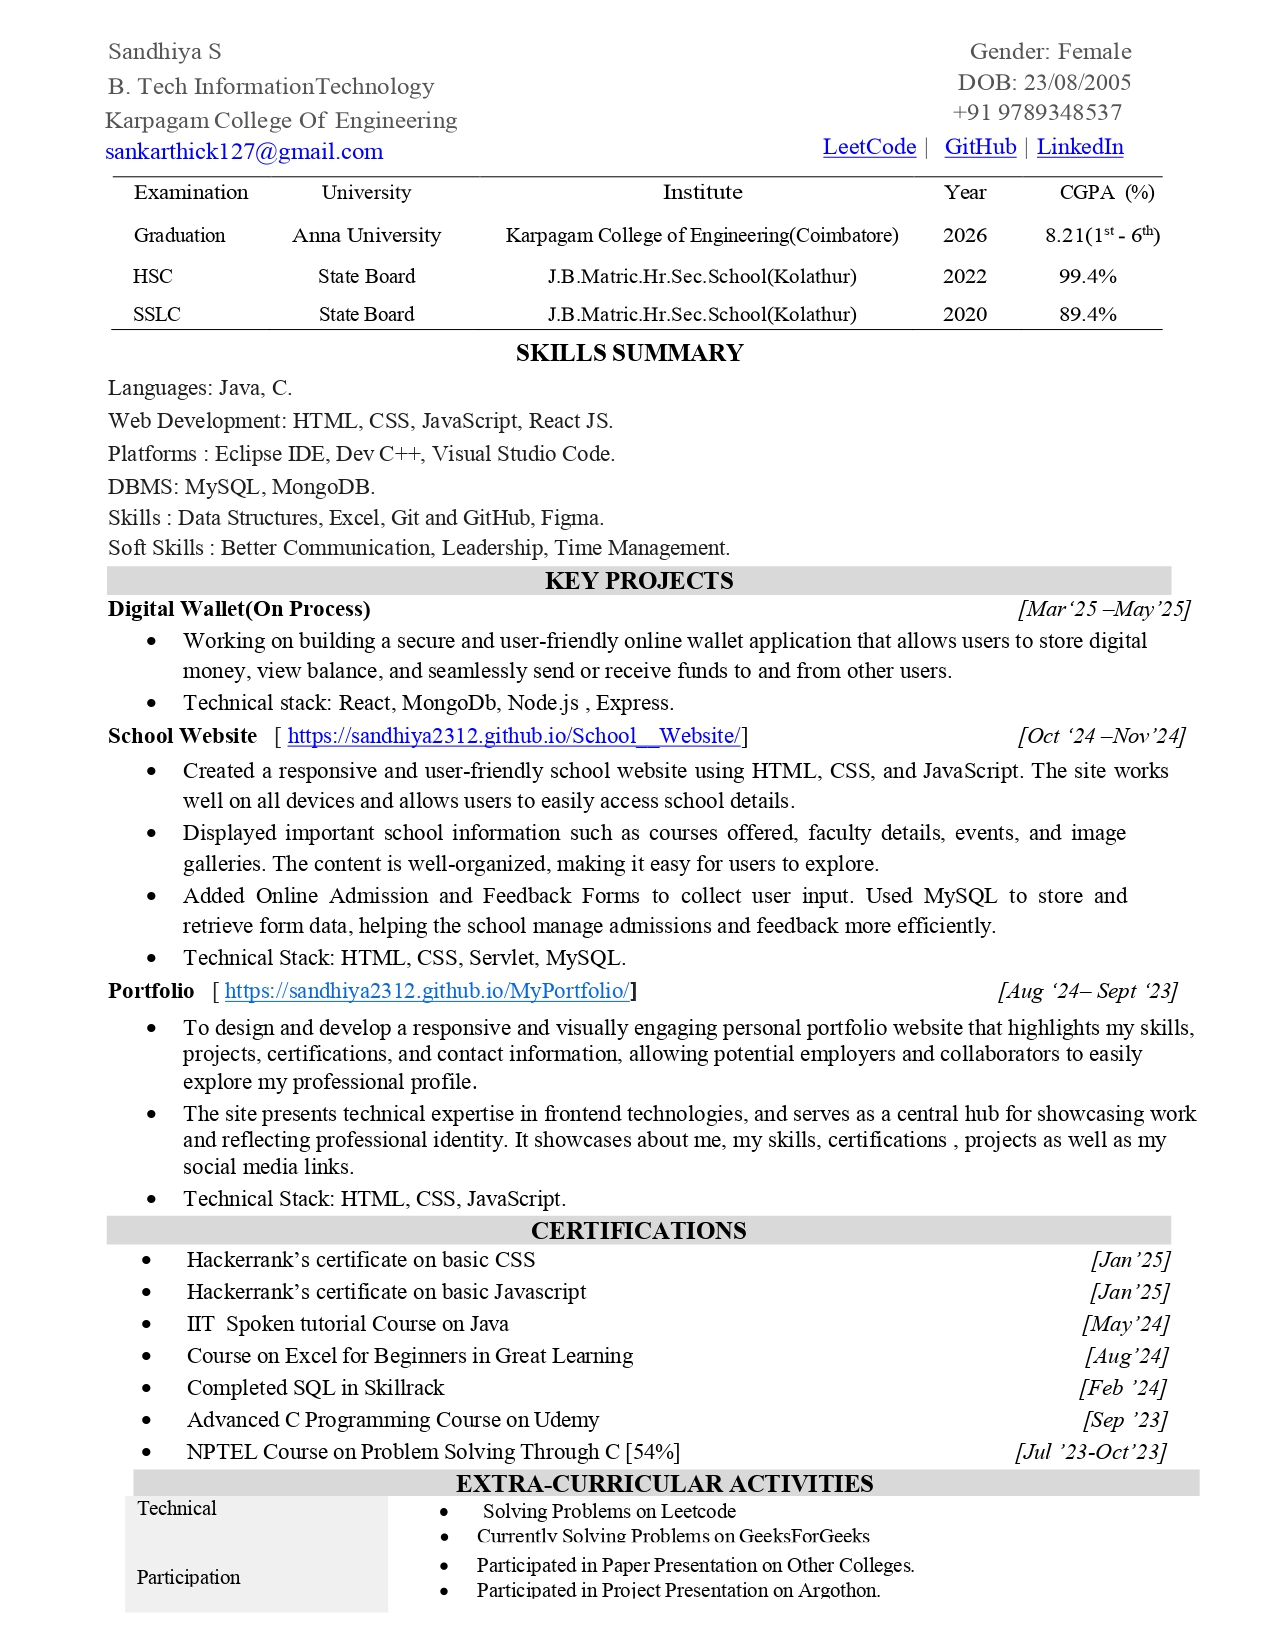 Sandhiya S
Gender: Female
B. Tech InformationTechnology
DOB: 23/08/2005
Karpagam College Of Engineering
+91 9789348537
sankarthick127@gmail.com
LeetCode | GitHub | LinkedIn
Examination University Institute Year CGPA (%)
Graduation Anna University Karpagam College of Engineering(Coimbatore) 2026 8.21(1st - 6th)
HSC State Board J.B.Matric.Hr.Sec.School(Kolathur) 2022 99.4%
SSLC State Board J.B.Matric.Hr.Sec.School(Kolathur) 2020 89.4%
SKILLS SUMMARY
Languages: Java, C.
Web Development: HTML, CSS, JavaScript, React JS.
Platforms : Eclipse IDE, Dev C++, Visual Studio Code.
DBMS: MySQL, MongoDB.
Skills : Data Structures, Excel, Git and GitHub, Figma.
Soft Skills : Better Communication, Leadership, Time Management.
KEY PROJECTS
Digital Wallet(On Process) [Mar‘25 –May’25]
• Working on building a secure and user-friendly online wallet application that allows users to store digital
money, view balance, and seamlessly send or receive funds to and from other users.
• Technical stack: React, MongoDb, Node.js , Express.
School Website [ https://sandhiya2312.github.io/School__Website/] [Oct ‘24 –Nov’24]
• Created a responsive and user-friendly school website using HTML, CSS, and JavaScript. The site works
well on all devices and allows users to easily access school details.
• Displayed important school information such as courses offered, faculty details, events, and image
galleries. The content is well-organized, making it easy for users to explore.
• Added Online Admission and Feedback Forms to collect user input. Used MySQL to store and
retrieve form data, helping the school manage admissions and feedback more efficiently.
• Technical Stack: HTML, CSS, Servlet, MySQL.
Portfolio [ https://sandhiya2312.github.io/MyPortfolio/] [Aug ‘24– Sept ‘23]
• To design and develop a responsive and visually engaging personal portfolio website that highlights my skills,
projects, certifications, and contact information, allowing potential employers and collaborators to easily
explore my professional profile.
• The site presents technical expertise in frontend technologies, and serves as a central hub for showcasing work
and reflecting professional identity. It showcases about me, my skills, certifications , projects as well as my
social media links.
• Technical Stack: HTML, CSS, JavaScript.
CERTIFICATIONS
• Hackerrank’s certificate on basic CSS [Jan’25]
• Hackerrank’s certificate on basic Javascript [Jan’25]
• IIT Spoken tutorial Course on Java [May’24]
• Course on Excel for Beginners in Great Learning [Aug’24]
• Completed SQL in Skillrack [Feb ’24]
• Advanced C Programming Course on Udemy [Sep ’23]
• NPTEL Course on Problem Solving Through C [54%] [Jul ’23-Oct’23]
EXTRA-CURRICULAR ACTIVITIES
Technical
• Solving Problems on Leetcode
• Currently Solving Problems on GeeksForGeeks
Participation
• Participated in Paper Presentation on Other Colleges.
• Participated in Project Presentation on Argothon.